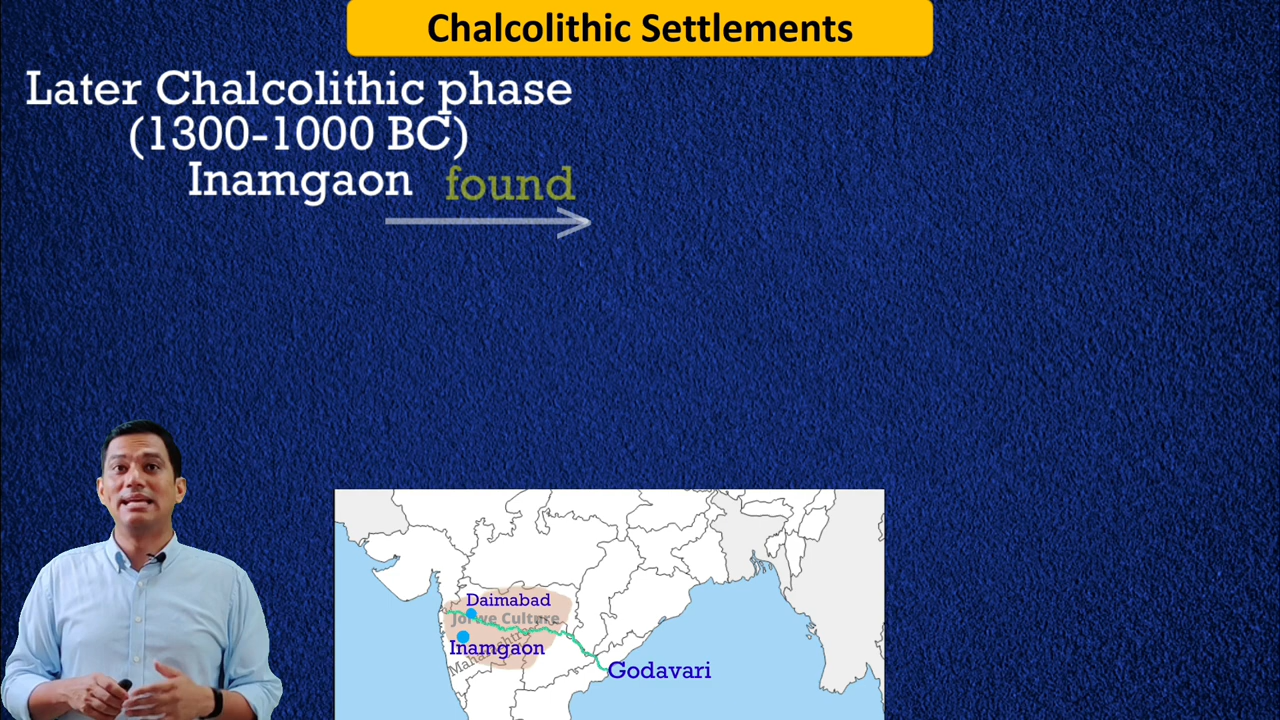 Chalcolithic Settlements
Later Chalcolithic phase
(1300-1000 BC)
Inamgaon found
Daimabad
Jorwe Culture
Maharashtra
Inamgaon
Godavari